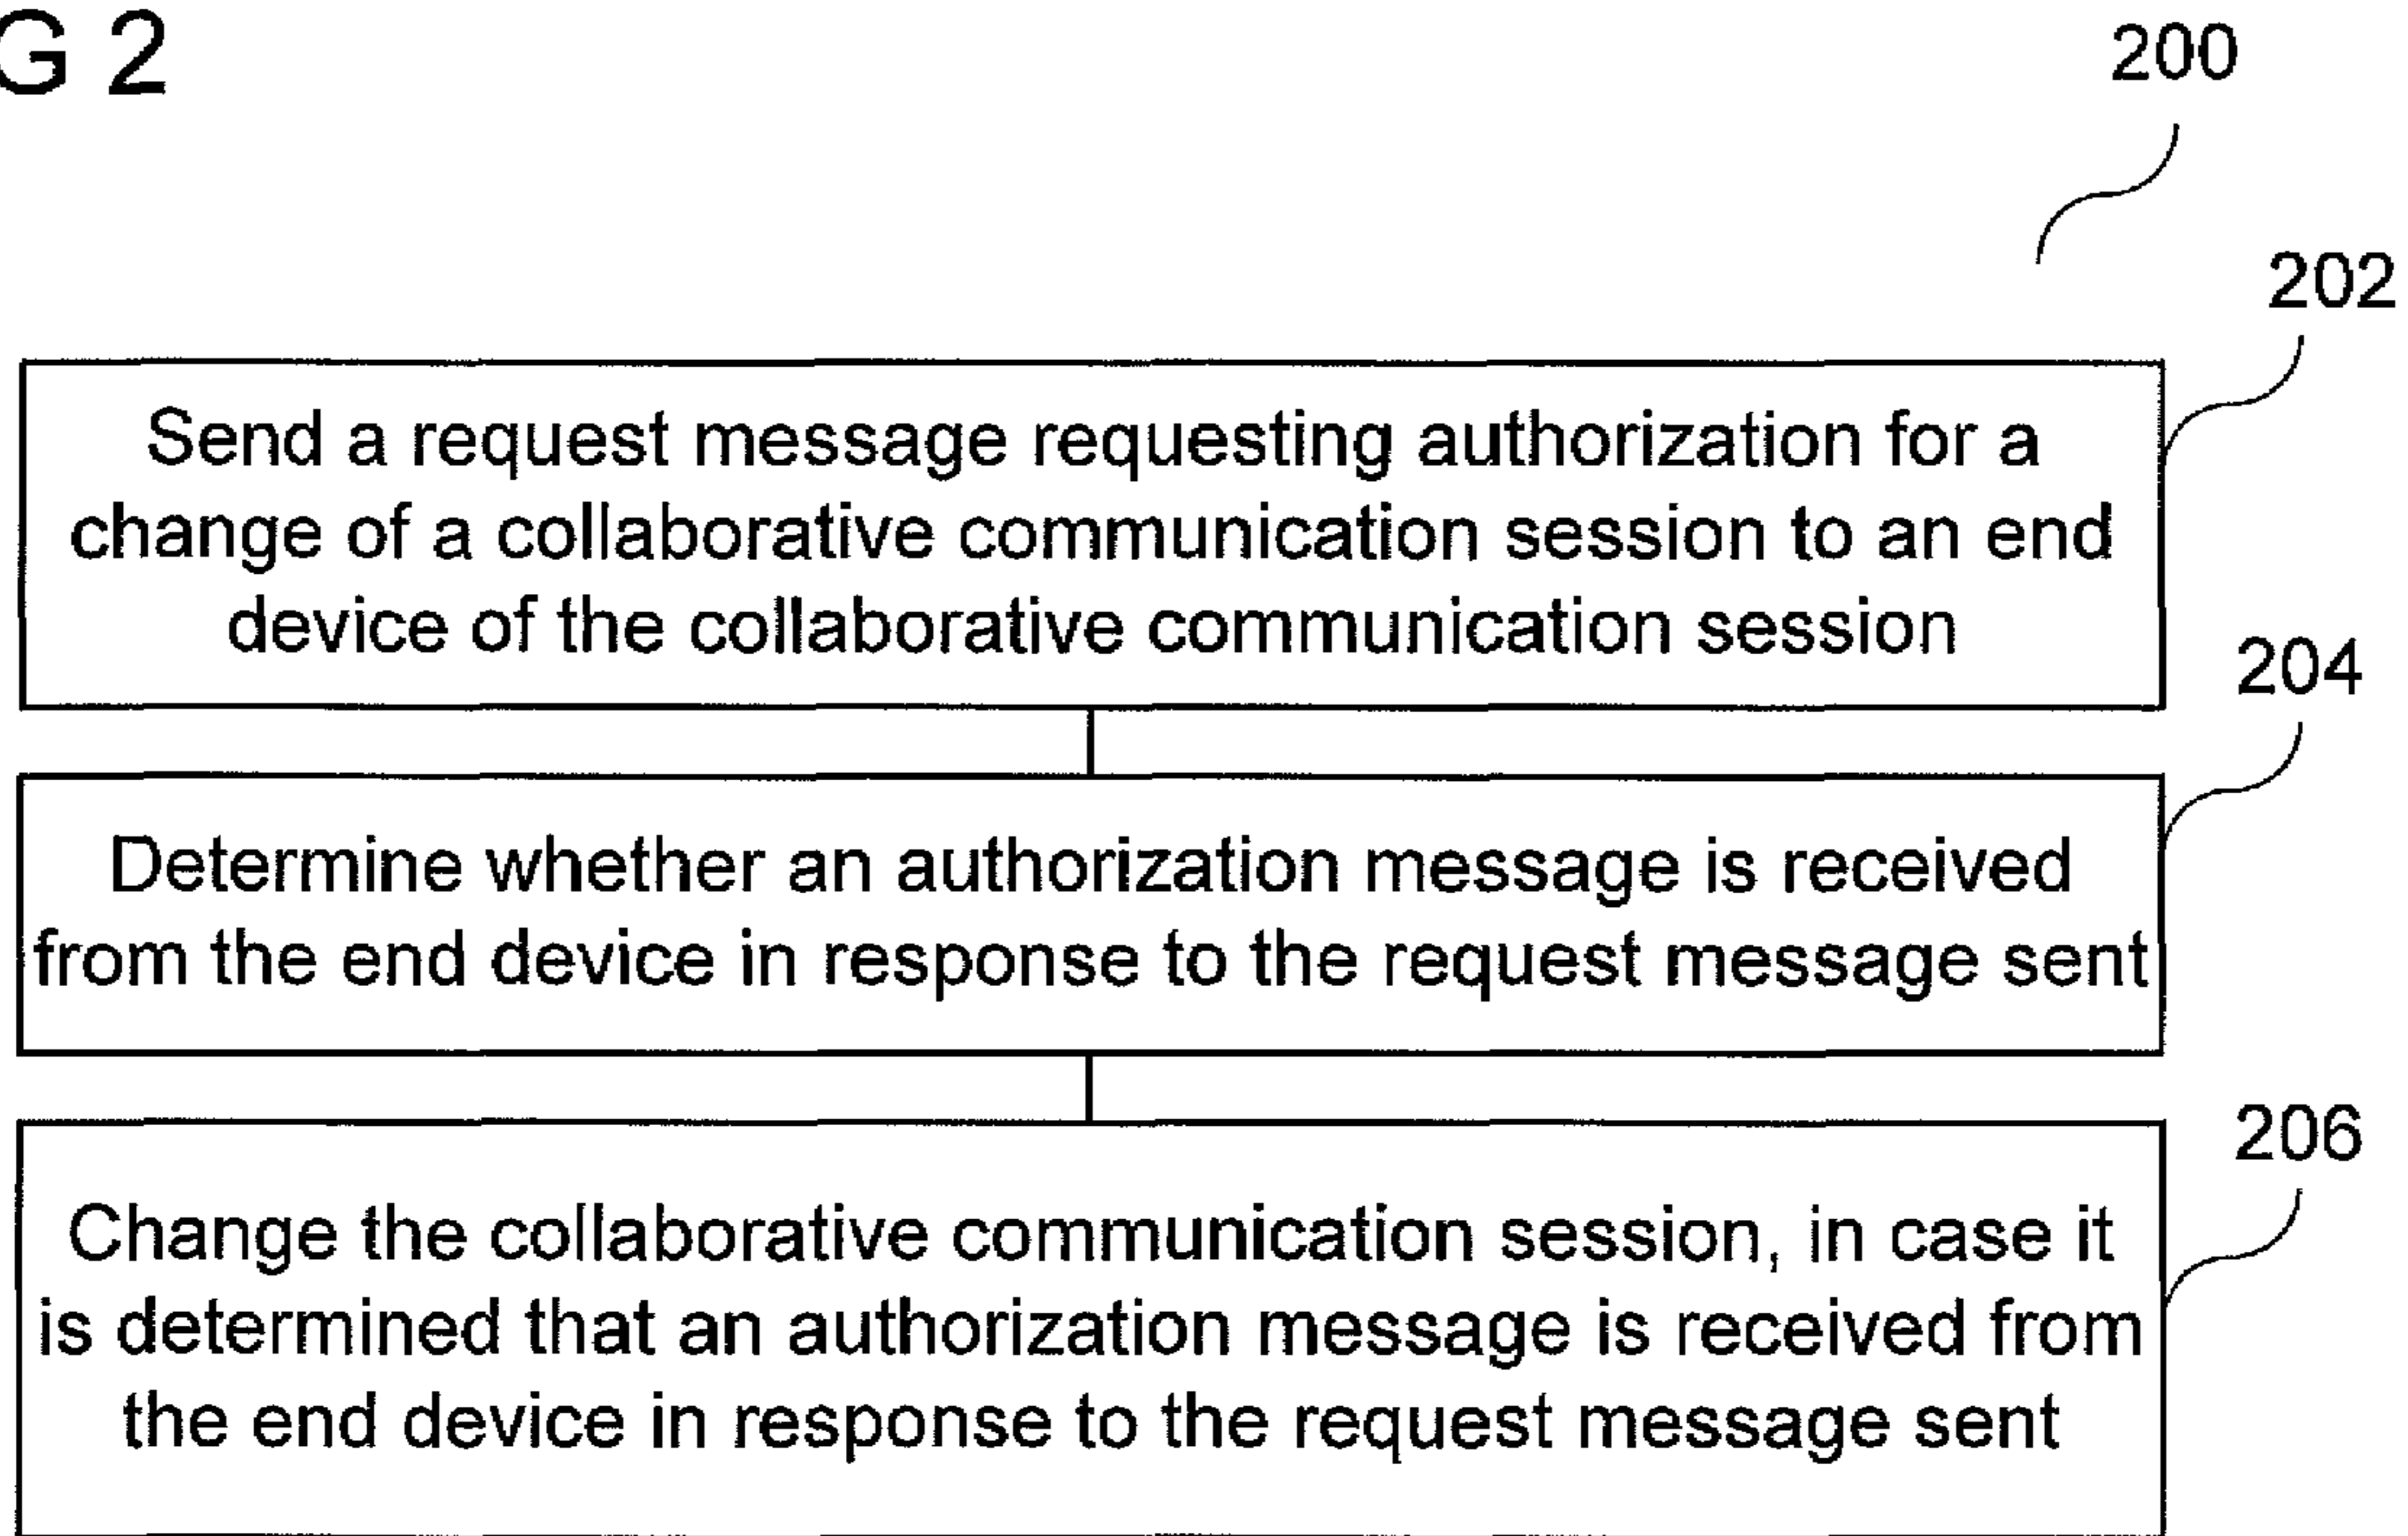 G 2
200
202
Send a request message requesting authorization for a
change of a collaborative communication session to an end
device of the collaborative communication session
204
Determine whether an authorization message is received
from the end device in response to the request message sent
206
Change the collaborative communication session, in case it
is determined that an authorization message is received from
the end device in response to the request message sent